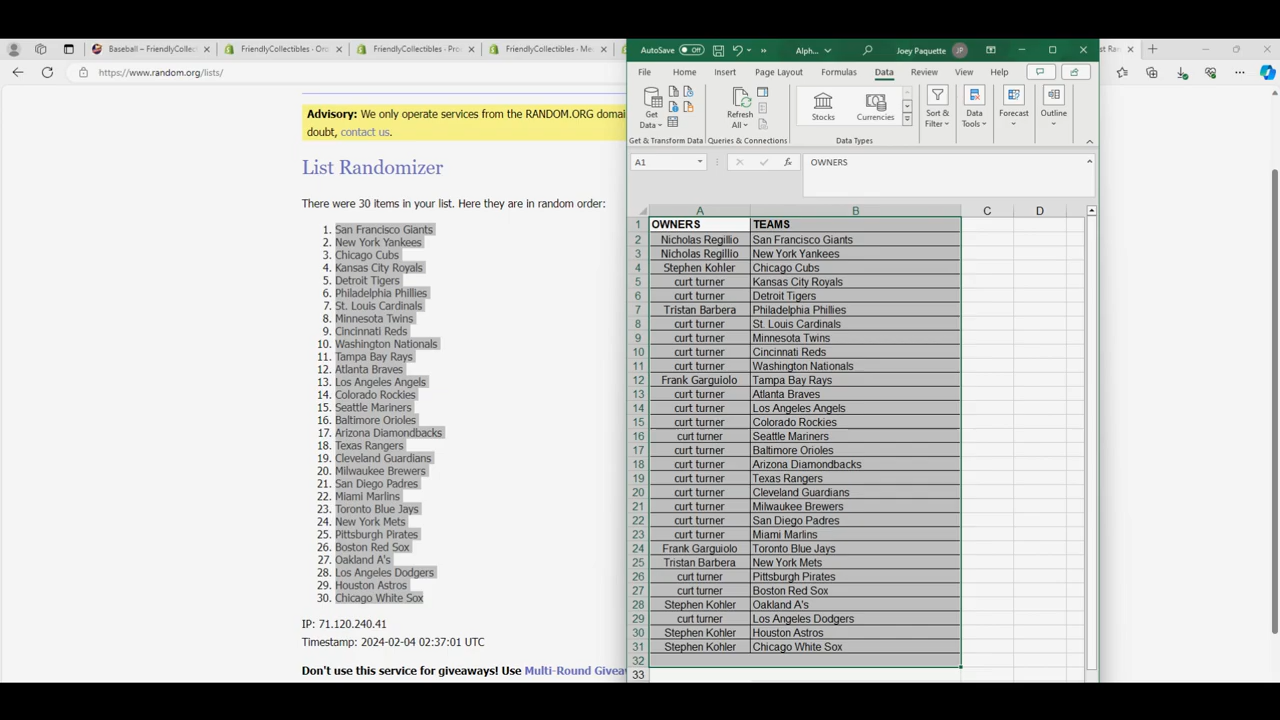 Baseball – FriendlyCollec
FriendlyCollectibles - Or
FriendlyCollectibles - Pro
FriendlyCollectibles - Me
https://www.random.org/lists/
Advisory: We only operate services from the RANDOM.ORG domai
doubt, contact us.
List Randomizer
There were 30 items in your list. Here they are in random order:
1. San Francisco Giants
2. New York Yankees
3. Chicago Cubs
4. Kansas City Royals
5. Detroit Tigers
6. Philadelphia Phillies
7. St. Louis Cardinals
8. Minnesota Twins
9. Cincinnati Reds
10. Washington Nationals
11. Tampa Bay Rays
12. Atlanta Braves
13. Los Angeles Angels
14. Colorado Rockies
15. Seattle Mariners
16. Baltimore Orioles
17. Arizona Diamondbacks
18. Texas Rangers
19. Cleveland Guardians
20. Milwaukee Brewers
21. San Diego Padres
22. Miami Marlins
23. Toronto Blue Jays
24. New York Mets
25. Pittsburgh Pirates
26. Boston Red Sox
27. Oakland A's
28. Los Angeles Dodgers
29. Houston Astros
30. Chicago White Sox
IP: 71.120.240.41
Timestamp: 2024-02-04 02:37:01 UTC
Don't use this service for giveaways! Use Multi-Round Giveaw
AutoSave Off Alph... Joey Paquette JP
File Home Insert Page Layout Formulas Data Review View Help
Get Data
Refresh All
Stocks
Currencies
Sort & Filter
Data Tools
Forecast
Outline
Get & Transform Data Queries & Connections Data Types
A1 fx OWNERS
A B C D
1 OWNERS TEAMS
2 Nicholas Regillio San Francisco Giants
3 Nicholas Regillio New York Yankees
4 Stephen Kohler Chicago Cubs
5 curt turner Kansas City Royals
6 curt turner Detroit Tigers
7 Tristan Barbera Philadelphia Phillies
8 curt turner St. Louis Cardinals
9 curt turner Minnesota Twins
10 curt turner Cincinnati Reds
11 curt turner Washington Nationals
12 Frank Garguiolo Tampa Bay Rays
13 curt turner Atlanta Braves
14 curt turner Los Angeles Angels
15 curt turner Colorado Rockies
16 curt turner Seattle Mariners
17 curt turner Baltimore Orioles
18 curt turner Arizona Diamondbacks
19 curt turner Texas Rangers
20 curt turner Cleveland Guardians
21 curt turner Milwaukee Brewers
22 curt turner San Diego Padres
23 curt turner Miami Marlins
24 Frank Garguiolo Toronto Blue Jays
25 Tristan Barbera New York Mets
26 curt turner Pittsburgh Pirates
27 curt turner Boston Red Sox
28 Stephen Kohler Oakland A's
29 curt turner Los Angeles Dodgers
30 Stephen Kohler Houston Astros
31 Stephen Kohler Chicago White Sox
32
33